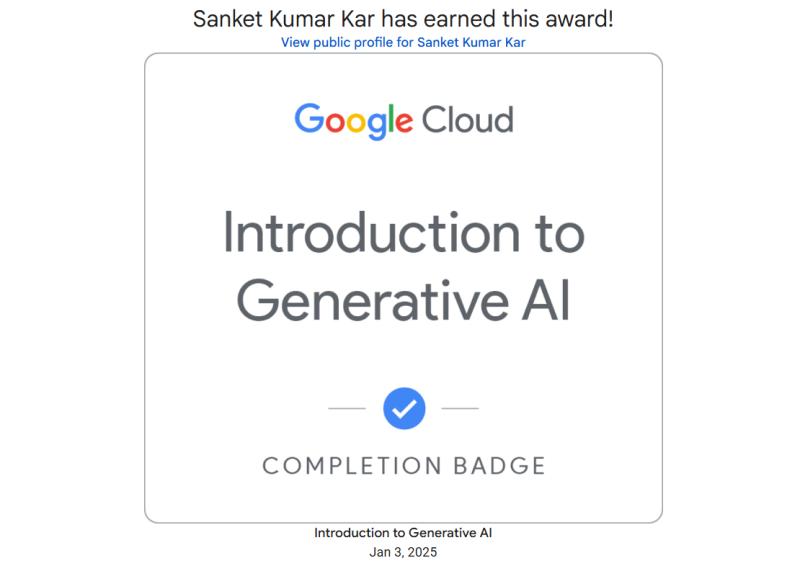 Sanket Kumar Kar has earned this award!
View public profile for Sanket Kumar Kar
Google Cloud
Introduction to
Generative AI
COMPLETION BADGE
Introduction to Generative AI
Jan 3, 2025